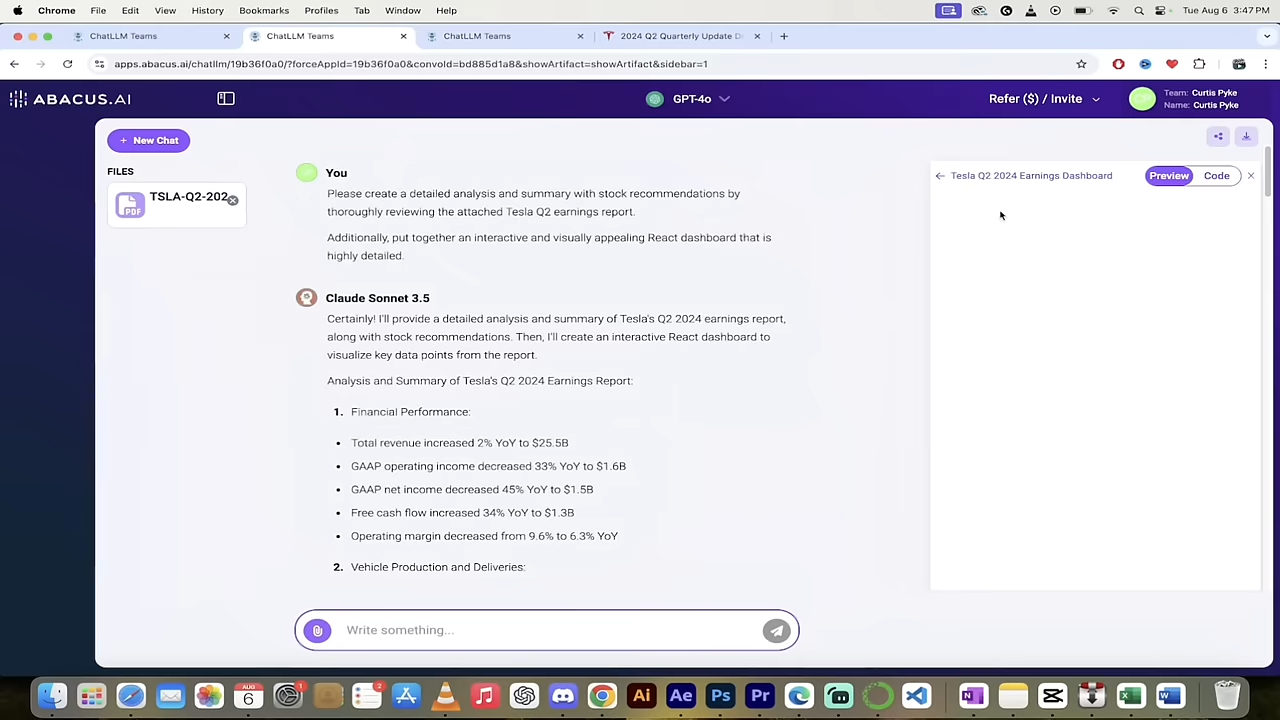 Chrome File Edit View History Bookmarks Profiles Tab Window Help Tue Aug 6 3:47 PM
ChatLLM Teams ChatLLM Teams ChatLLM Teams 2024 Q2 Quarterly Update D
apps.abacus.ai/chatllm/19b36f0a0/?forceAppId=19b36f0a0&convoId=bd885d1a8&showArtifact=showArtifact&sidebar=1
ABACUS.AI GPT-4o Refer ($) / Invite Team: Curtis Pyke
Name: Curtis Pyke
+ New Chat
FILES
TSLA-Q2-202
PDF
You
Please create a detailed analysis and summary with stock recommendations by
thoroughly reviewing the attached Tesla Q2 earnings report.
Additionally, put together an interactive and visually appealing React dashboard that is
highly detailed.
Claude Sonnet 3.5
Certainly! I'll provide a detailed analysis and summary of Tesla's Q2 2024 earnings report,
along with stock recommendations. Then, I'll create an interactive React dashboard to
visualize key data points from the report.
Analysis and Summary of Tesla's Q2 2024 Earnings Report:
1. Financial Performance:
• Total revenue increased 2% YoY to $25.5B
• GAAP operating income decreased 33% YoY to $1.6B
• GAAP net income decreased 45% YoY to $1.5B
• Free cash flow increased 34% YoY to $1.3B
• Operating margin decreased from 9.6% to 6.3% YoY
2. Vehicle Production and Deliveries:
Write something...
Tesla Q2 2024 Earnings Dashboard Preview Code
AUG
6
1
2
Ai Ae Ps Pr
N X W